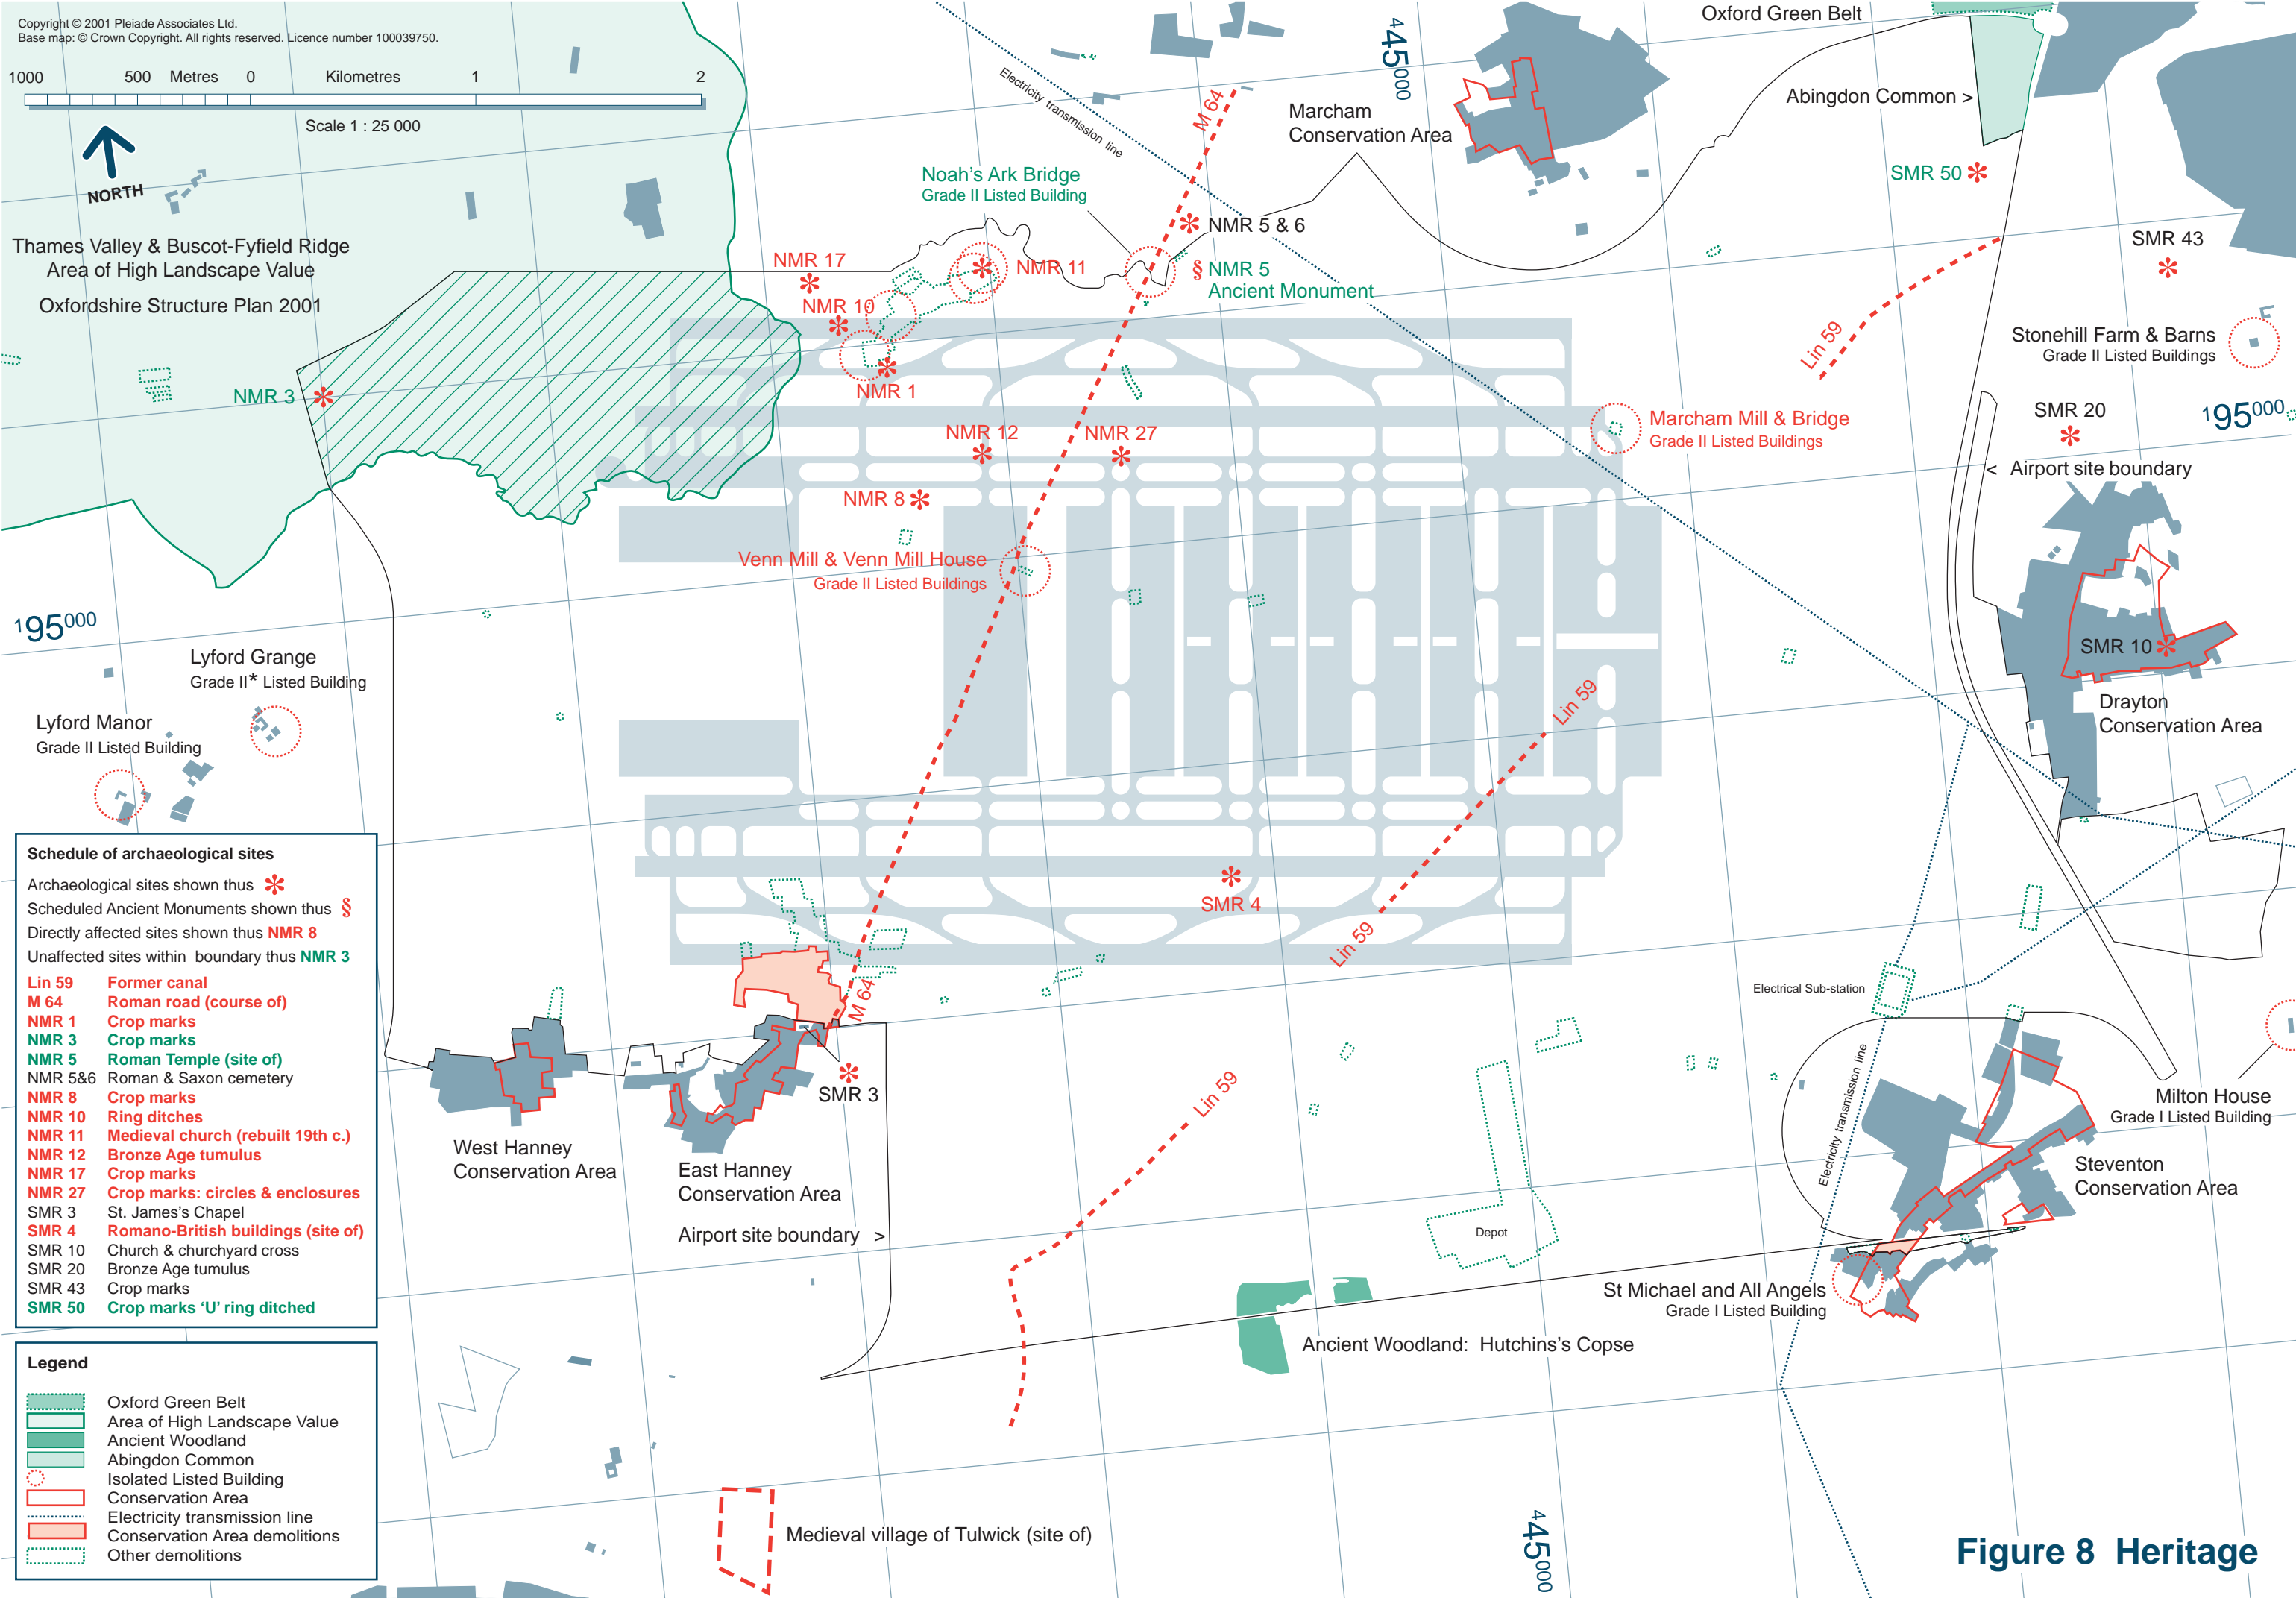 Copyright © 2001 Pleiade Associates Ltd.
Base map: © Crown Copyright. All rights reserved. Licence number 100039750.
1000 500 Metres 0 Kilometres 1 2
Scale 1 : 25 000
NORTH
Thames Valley & Buscot-Fyfield Ridge
Area of High Landscape Value
Oxfordshire Structure Plan 2001
NMR 3
Electricity transmission line
M 64
445000
Oxford Green Belt
Marcham
Conservation Area
Abingdon Common >
SMR 50
SMR 43
Noah's Ark Bridge
Grade II Listed Building
NMR 5 & 6
§ NMR 5
Ancient Monument
NMR 17
NMR 11
NMR 10
NMR 1
NMR 12
NMR 27
NMR 8
Venn Mill & Venn Mill House
Grade II Listed Buildings
Marcham Mill & Bridge
Grade II Listed Buildings
Lin 59
Stonehill Farm & Barns
Grade II Listed Buildings
SMR 20
195000
< Airport site boundary
SMR 10
Drayton
Conservation Area
195000
Lyford Grange
Grade II* Listed Building
Lyford Manor
Grade II Listed Building
Lin 59
SMR 4
Lin 59
M 64
SMR 3
West Hanney
Conservation Area
East Hanney
Conservation Area
Airport site boundary >
Lin 59
Depot
Electrical Sub-station
Electricity transmission line
Milton House
Grade I Listed Building
Steventon
Conservation Area
St Michael and All Angels
Grade I Listed Building
Ancient Woodland: Hutchins's Copse
Medieval village of Tulwick (site of)
445000
Schedule of archaeological sites
Archaeological sites shown thus *
Scheduled Ancient Monuments shown thus §
Directly affected sites shown thus NMR 8
Unaffected sites within boundary thus NMR 3
Lin 59 Former canal
M 64 Roman road (course of)
NMR 1 Crop marks
NMR 3 Crop marks
NMR 5 Roman Temple (site of)
NMR 5&6 Roman & Saxon cemetery
NMR 8 Crop marks
NMR 10 Ring ditches
NMR 11 Medieval church (rebuilt 19th c.)
NMR 12 Bronze Age tumulus
NMR 17 Crop marks
NMR 27 Crop marks: circles & enclosures
SMR 3 St. James's Chapel
SMR 4 Romano-British buildings (site of)
SMR 10 Church & churchyard cross
SMR 20 Bronze Age tumulus
SMR 43 Crop marks
SMR 50 Crop marks ‘U’ ring ditched
Legend
Oxford Green Belt
Area of High Landscape Value
Ancient Woodland
Abingdon Common
Isolated Listed Building
Conservation Area
Electricity transmission line
Conservation Area demolitions
Other demolitions
Figure 8 Heritage